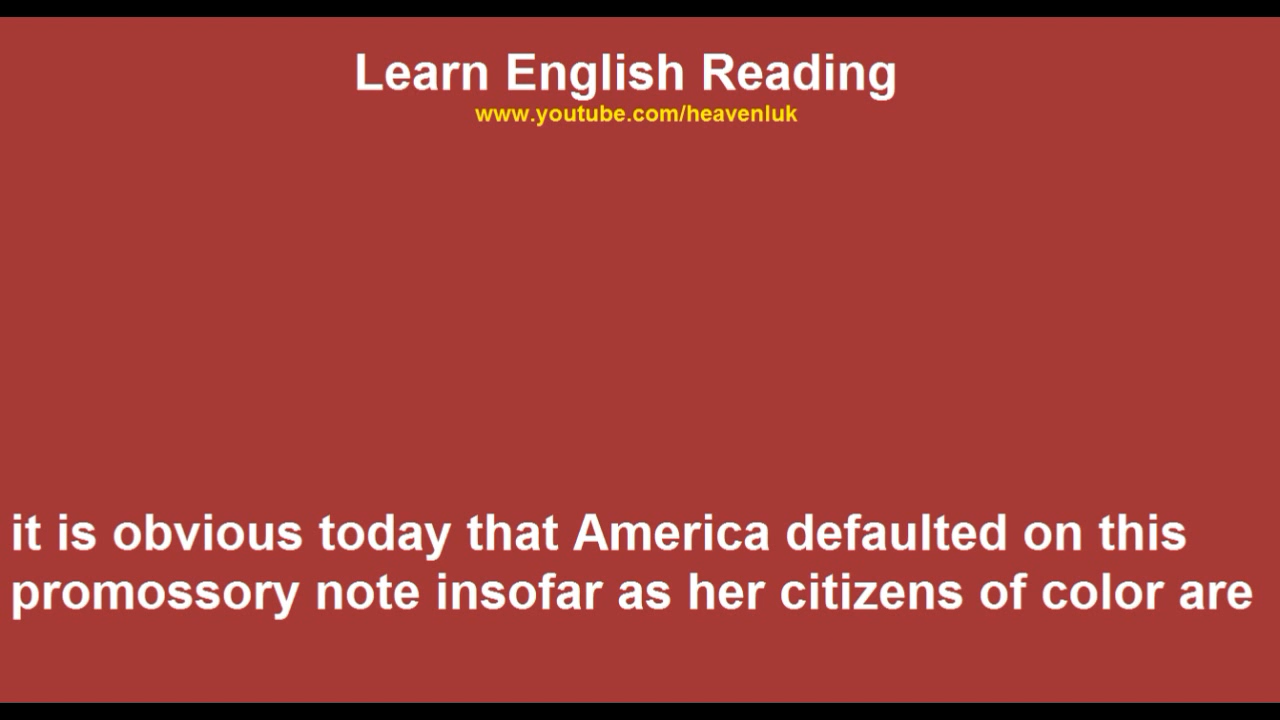 Learn English Reading
www.youtube.com/heavenluk
it is obvious today that America defaulted on this
promossory note insofar as her citizens of color are